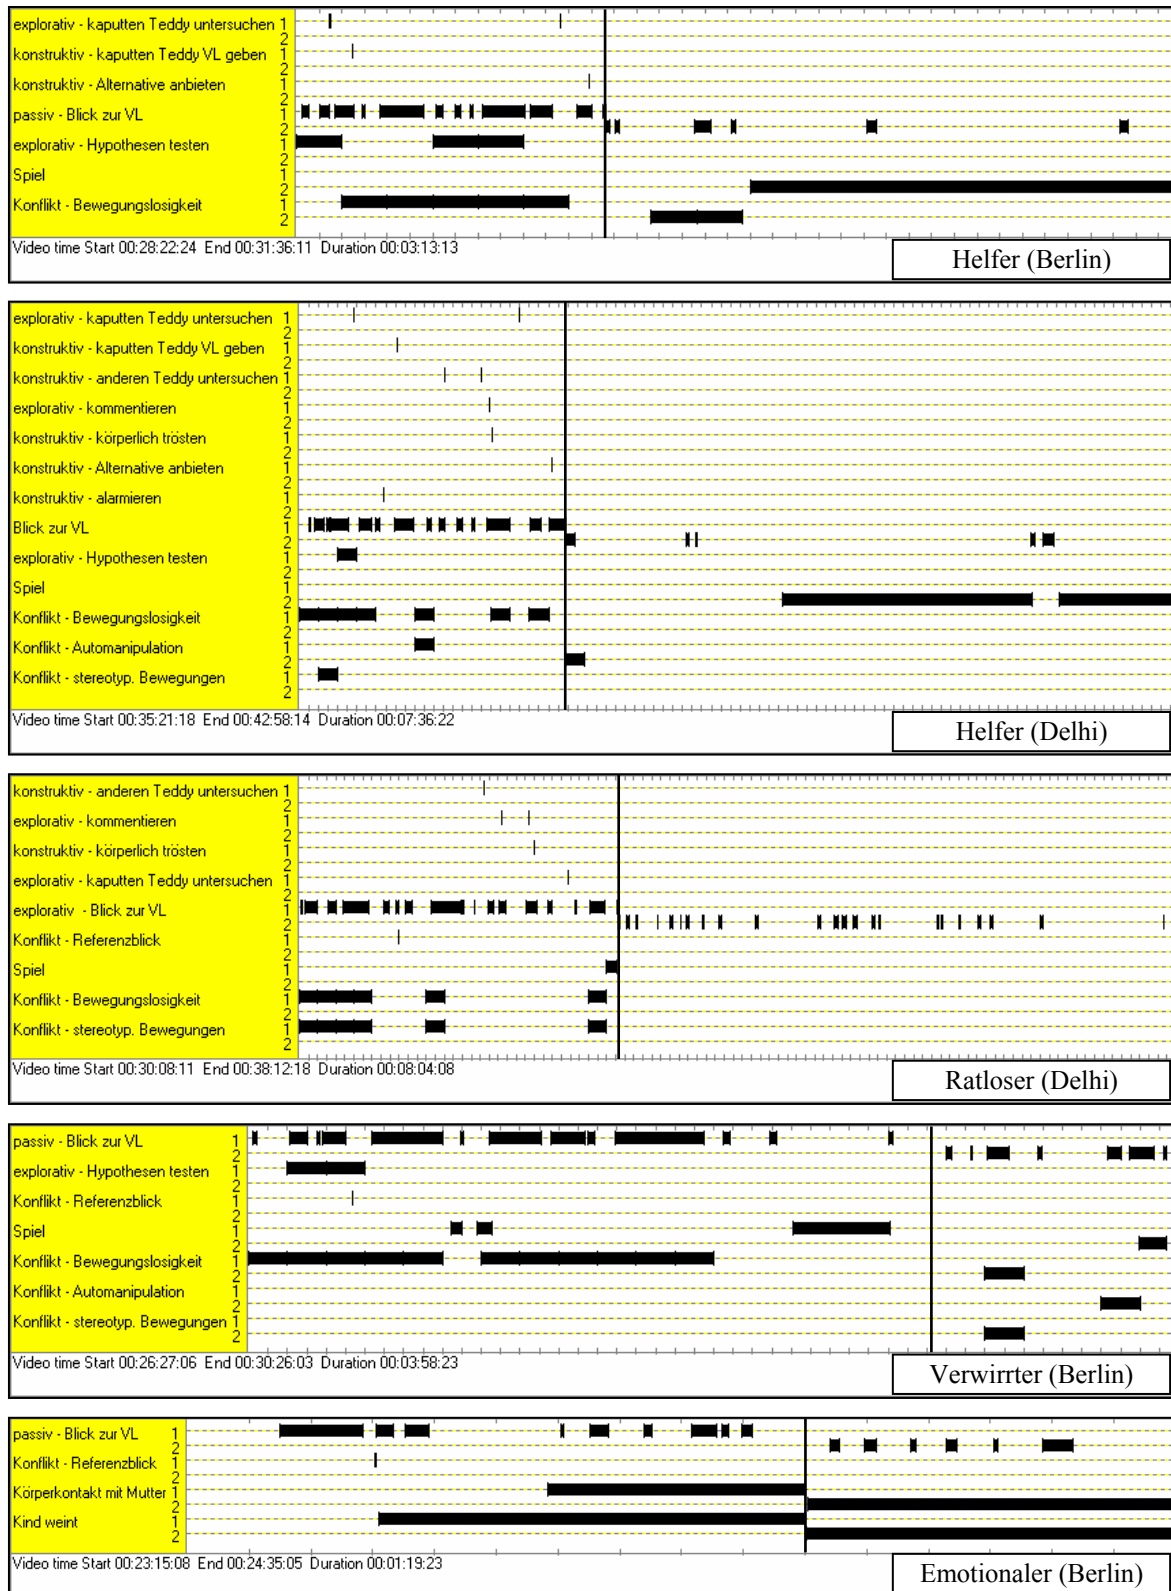 explorativ - kaputten Teddy untersuchen 1
2
konstruktiv - kaputten Teddy VL geben 1
2
konstruktiv - Alternative anbieten 1
2
passiv - Blick zur VL 1
2
explorativ - Hypothesen testen 1
2
Spiel 1
2
Konflikt - Bewegungslosigkeit 1
2
Video time Start 00:28:22:24 End 00:31:36:11 Duration 00:03:13:13
Helfer (Berlin)
explorativ - kaputten Teddy untersuchen 1
2
konstruktiv - kaputten Teddy VL geben 1
2
konstruktiv - anderen Teddy untersuchen 1
2
explorativ - kommentieren 1
2
konstruktiv - körperlich trösten 1
2
konstruktiv - Alternative anbieten 1
2
konstruktiv - alarmieren 1
2
Blick zur VL 1
2
explorativ - Hypothesen testen 1
2
Spiel 1
2
Konflikt - Bewegungslosigkeit 1
2
Konflikt - Automanipulation 1
2
Konflikt - stereotyp. Bewegungen 1
2
Video time Start 00:35:21:18 End 00:42:58:14 Duration 00:07:36:22
Helfer (Delhi)
konstruktiv - anderen Teddy untersuchen 1
2
explorativ - kommentieren 1
2
konstruktiv - körperlich trösten 1
2
explorativ - kaputten Teddy untersuchen 1
2
explorativ - Blick zur VL 1
2
Konflikt - Referenzblick 1
2
Spiel 1
2
Konflikt - Bewegungslosigkeit 1
2
Konflikt - stereotyp. Bewegungen 1
2
Video time Start 00:30:08:11 End 00:38:12:18 Duration 00:08:04:08
Ratloser (Delhi)
passiv - Blick zur VL 1
2
explorativ - Hypothesen testen 1
2
Konflikt - Referenzblick 1
2
Spiel 1
2
Konflikt - Bewegungslosigkeit 1
2
Konflikt - Automanipulation 1
2
Konflikt - stereotyp. Bewegungen 1
2
Video time Start 00:26:27:06 End 00:30:26:03 Duration 00:03:58:23
Verwirrter (Berlin)
passiv - Blick zur VL 1
2
Konflikt - Referenzblick 1
2
Körperkontakt mit Mutter 1
2
Kind weint 1
2
Video time Start 00:23:15:08 End 00:24:35:05 Duration 00:01:19:23
Emotionaler (Berlin)